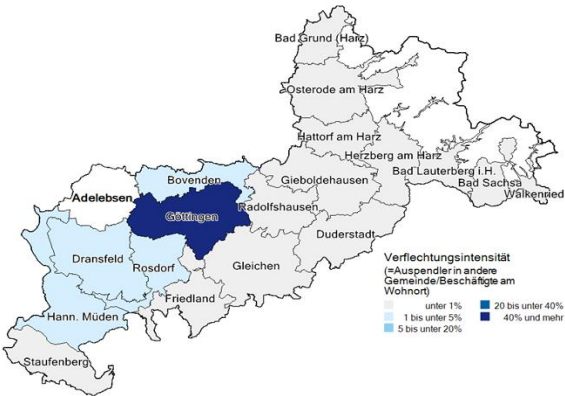 Bad Grund (Harz)
Osterode am Harz
Hattorf am Harz
Herzberg am Harz
Bad Lauterberg i.H.
Bad Sachsa
Walkenried
Bovenden
Gieboldehausen
Adelebsen
Radolfshausen
Göttingen
Duderstadt
Dransfeld
Rosdorf
Gleichen
Friedland
Hann. Müden
Staufenberg
Verflechtungsintensität
(=Auspendler in andere
Gemeinde/Beschäftigte am
Wohnort)
unter 1%
1 bis unter 5%
5 bis unter 20%
20 bis unter 40%
40% und mehr